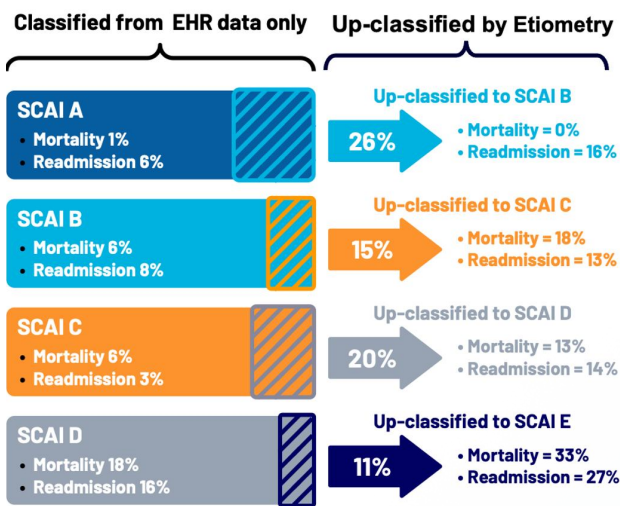 Classified from EHR data only
Up-classified by Etiometry
SCAI A
• Mortality 1%
• Readmission 6%
26%
Up-classified to SCAI B
• Mortality = 0%
• Readmission = 16%
SCAI B
• Mortality 6%
• Readmission 8%
15%
Up-classified to SCAI C
• Mortality = 18%
• Readmission = 13%
SCAI C
• Mortality 6%
• Readmission 3%
20%
Up-classified to SCAI D
• Mortality = 13%
• Readmission = 14%
SCAI D
• Mortality 18%
• Readmission 16%
11%
Up-classified to SCAI E
• Mortality = 33%
• Readmission = 27%